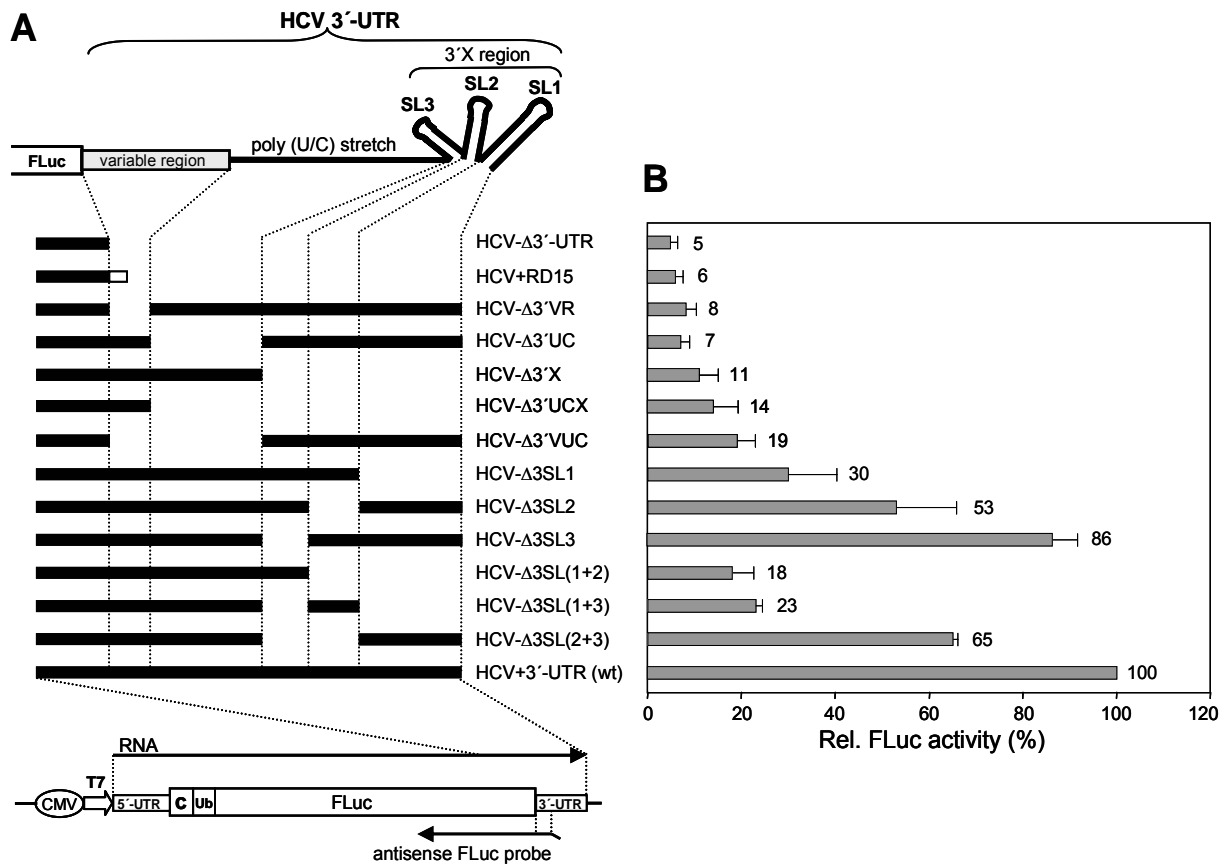 A
HCV 3´-UTR
3´X region
SL3
SL2
SL1
FLuc
variable region
poly (U/C) stretch
B
HCV-Δ3´-UTR
5
HCV+RD15
6
HCV-Δ3´VR
8
HCV-Δ3´UC
7
HCV-Δ3´X
11
HCV-Δ3´UCX
14
HCV-Δ3´VUC
19
HCV-Δ3SL1
30
HCV-Δ3SL2
53
HCV-Δ3SL3
86
HCV-Δ3SL(1+2)
18
HCV-Δ3SL(1+3)
23
HCV-Δ3SL(2+3)
65
HCV+3´-UTR (wt)
100
0 20 40 60 80 100 120
Rel. FLuc activity (%)
RNA
CMV
T7
5´-UTR
C
Ub
FLuc
3´-UTR
antisense FLuc probe